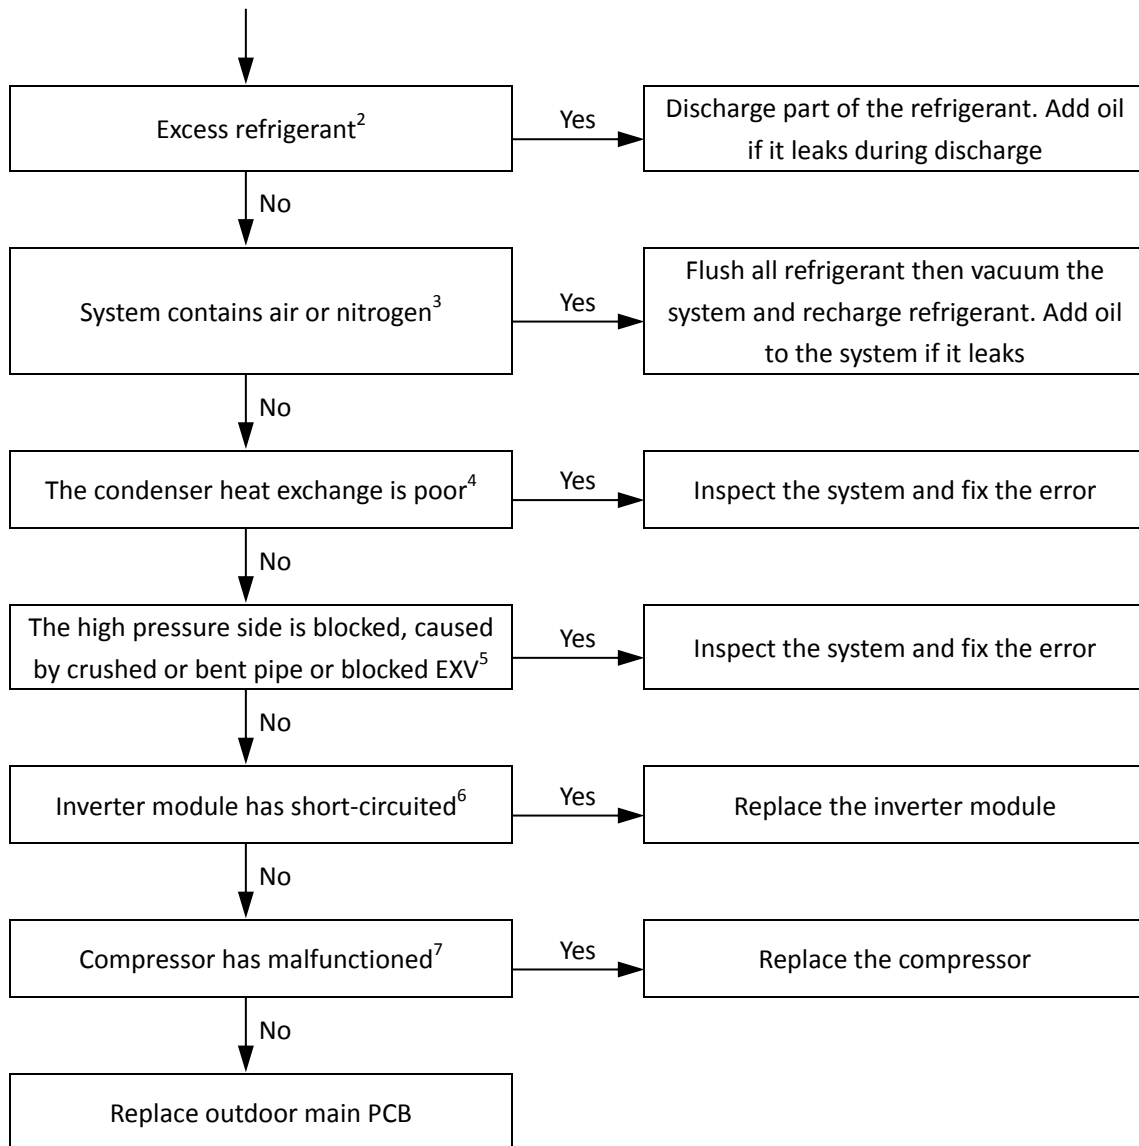 Excess refrigerant²
Yes
Discharge part of the refrigerant. Add oil
if it leaks during discharge
No
System contains air or nitrogen³
Yes
Flush all refrigerant then vacuum the
system and recharge refrigerant. Add oil
to the system if it leaks
No
The condenser heat exchange is poor⁴
Yes
Inspect the system and fix the error
No
The high pressure side is blocked, caused
by crushed or bent pipe or blocked EXV⁵
Yes
Inspect the system and fix the error
No
Inverter module has short-circuited⁶
Yes
Replace the inverter module
No
Compressor has malfunctioned⁷
Yes
Replace the compressor
No
Replace outdoor main PCB